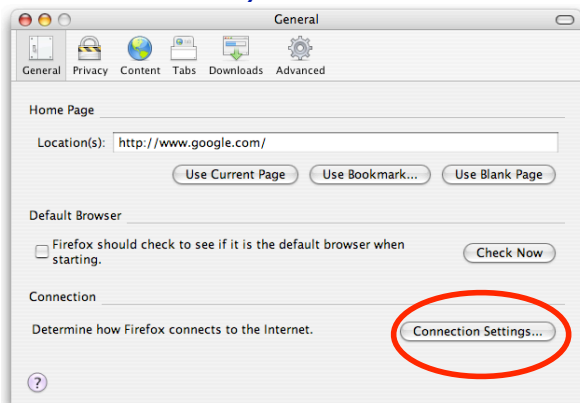 General
General Privacy Content Tabs Downloads Advanced
Home Page
Location(s): http://www.google.com/
Use Current Page Use Bookmark... Use Blank Page
Default Browser
Firefox should check to see if it is the default browser when
starting.
Check Now
Connection
Determine how Firefox connects to the Internet. Connection Settings...
?